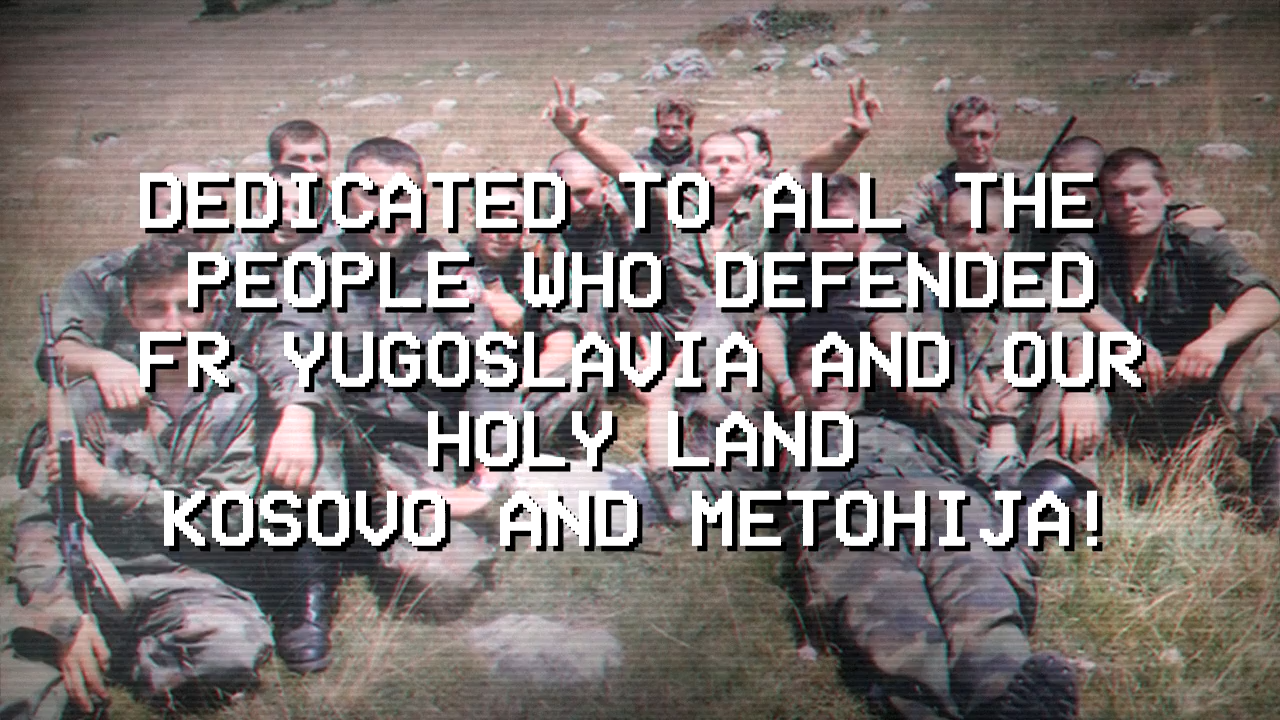 DEDICATED TO ALL THE
PEOPLE WHO DEFENDED
FR YUGOSLAVIA AND OUR
HOLY LAND
KOSOVO AND METOHIJA!